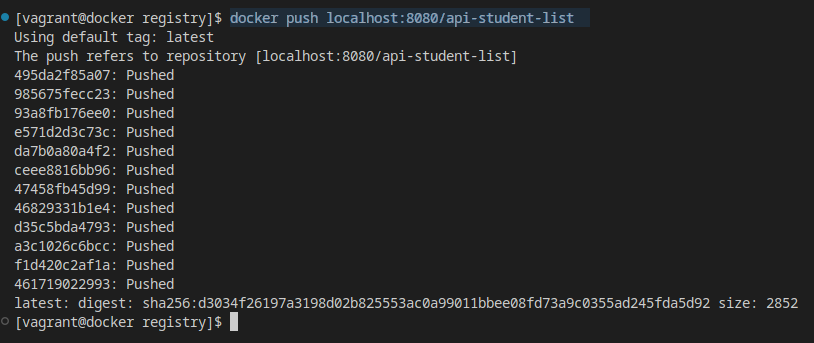 [vagrant@docker registry]$ docker push localhost:8080/api-student-list
Using default tag: latest
The push refers to repository [localhost:8080/api-student-list]
495da2f85a07: Pushed
985675fecc23: Pushed
93a8fb176ee0: Pushed
e571d2d3c73c: Pushed
da7b0a80a4f2: Pushed
ceee8816bb96: Pushed
47458fb45d99: Pushed
46829331b1e4: Pushed
d35c5bda4793: Pushed
a3c1026c6bcc: Pushed
f1d420c2af1a: Pushed
461719022993: Pushed
latest: digest: sha256:d3034f26197a3198d02b825553ac0a99011bbee08fd73a9c0355ad245fda5d92 size: 2852
[vagrant@docker registry]$